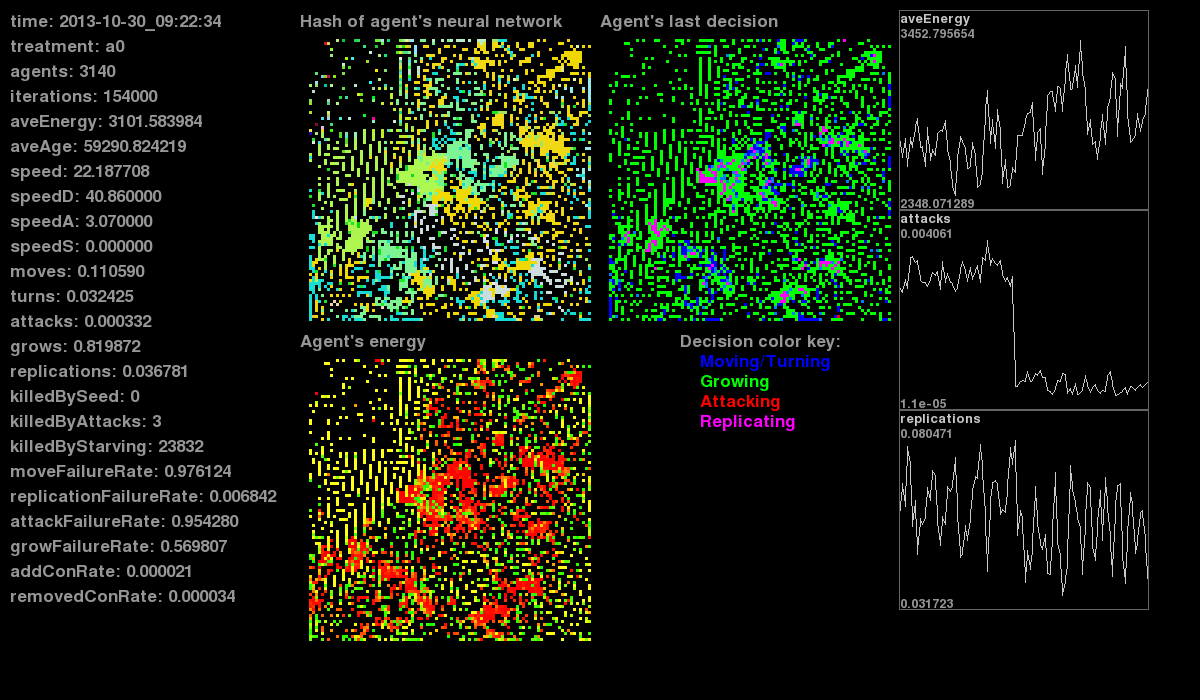 time: 2013-10-30_09:22:34
treatment: a0
agents: 3140
iterations: 154000
aveEnergy: 3101.583984
aveAge: 59290.824219
speed: 22.187708
speedD: 40.860000
speedA: 3.070000
speedS: 0.000000
moves: 0.110590
turns: 0.032425
attacks: 0.000332
grows: 0.819872
replications: 0.036781
killedBySeed: 0
killedByAttacks: 3
killedByStarving: 23832
moveFailureRate: 0.976124
replicationFailureRate: 0.006842
attackFailureRate: 0.954280
growFailureRate: 0.569807
addConRate: 0.000021
removedConRate: 0.000034
Hash of agent's neural network
Agent's last decision
Agent's energy
Decision color key:
Moving/Turning
Growing
Attacking
Replicating
aveEnergy
3452.795654
2348.071289
attacks
0.004061
1.1e-05
replications
0.080471
0.031723